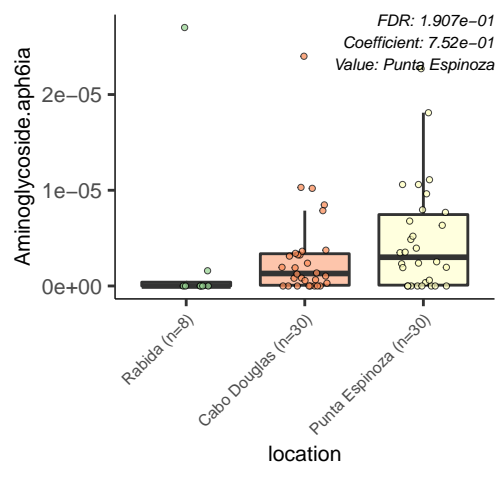 FDR: 1.907e−01
Coefficient: 7.52e−01
Value: Punta Espinoza
Aminoglycoside.aph6ia
2e−05
1e−05
0e+00
Rabida (n=8)
Cabo Douglas (n=30)
Punta Espinoza (n=30)
location